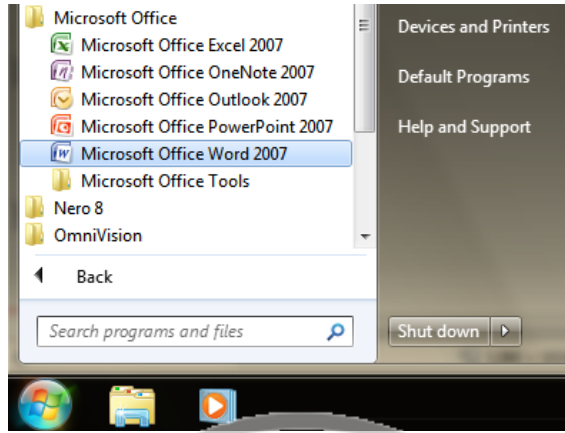 Microsoft Office
Microsoft Office Excel 2007
Microsoft Office OneNote 2007
Microsoft Office Outlook 2007
Microsoft Office PowerPoint 2007
Microsoft Office Word 2007
Microsoft Office Tools
Nero 8
OmniVision
Back
Search programs and files
Devices and Printers
Default Programs
Help and Support
Shut down